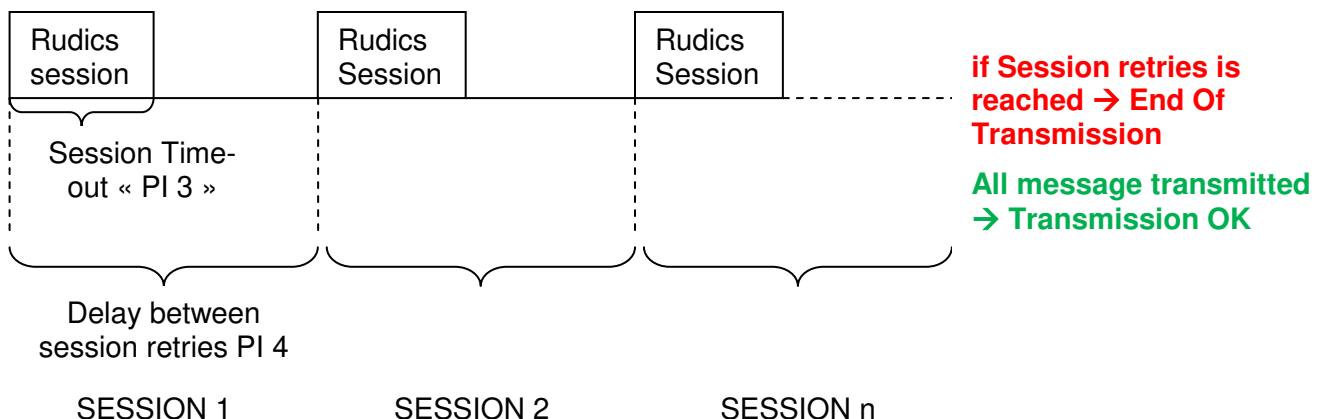 Rudics
session
Rudics
Session
Rudics
Session
if Session retries is
reached → End Of
Transmission
All message transmitted
→ Transmission OK
Session Time-
out « PI 3 »
Delay between
session retries PI 4
SESSION 1
SESSION 2
SESSION n